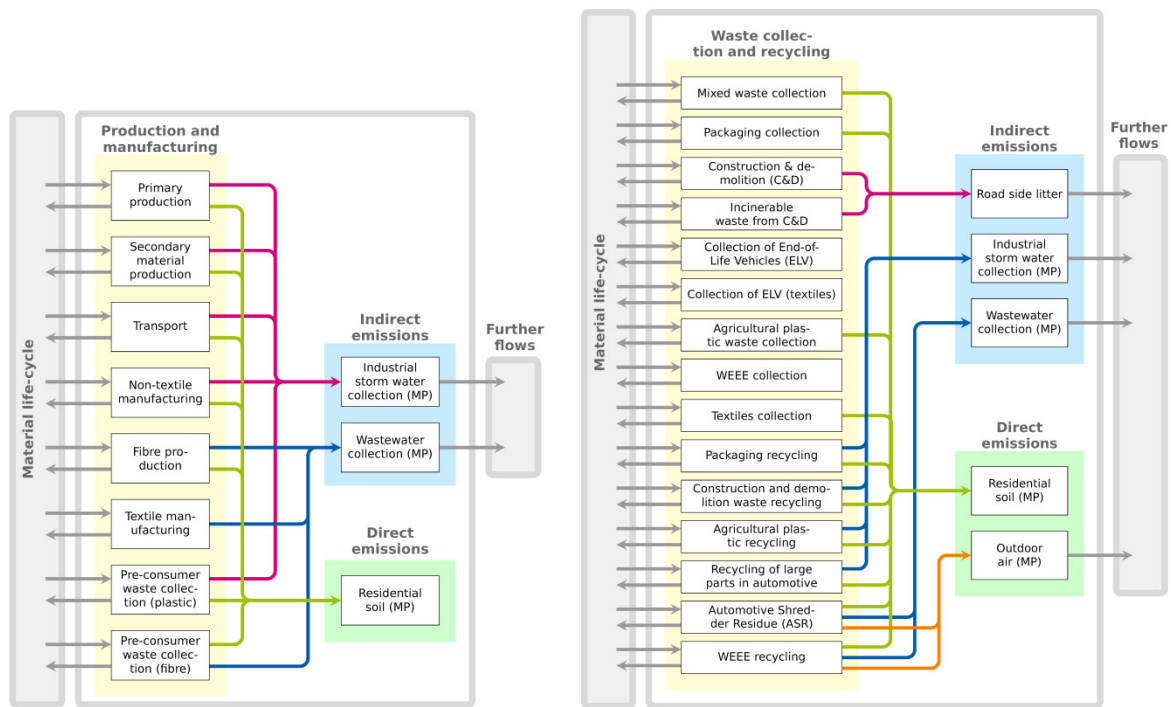 Production and
manufacturing
Material life-cycle
Primary
production
Secondary
material
production
Transport
Non-textile
manufacturing
Fibre pro-
duction
Textile man-
ufacturing
Pre-consumer
waste collec-
tion (plastic)
Pre-consumer
waste collec-
tion (fibre)
Indirect
emissions
Industrial
storm water
collection (MP)
Wastewater
collection (MP)
Direct
emissions
Residential
soil (MP)
Further
flows
Waste collec-
tion and recycling
Material life-cycle
Mixed waste collection
Packaging collection
Construction & de-
molition (C&D)
Incinerable
waste from C&D
Collection of End-of-
Life Vehicles (ELV)
Collection of ELV (textiles)
Agricultural plas-
tic waste collection
WEEE collection
Textiles collection
Packaging recycling
Construction and demo-
lition waste recycling
Agricultural plas-
tic recycling
Recycling of large
parts in automotive
Automotive Shred-
der Residue (ASR)
WEEE recycling
Indirect
emissions
Road side litter
Industrial
storm water
collection (MP)
Wastewater
collection (MP)
Direct
emissions
Residential
soil (MP)
Outdoor
air (MP)
Further
flows